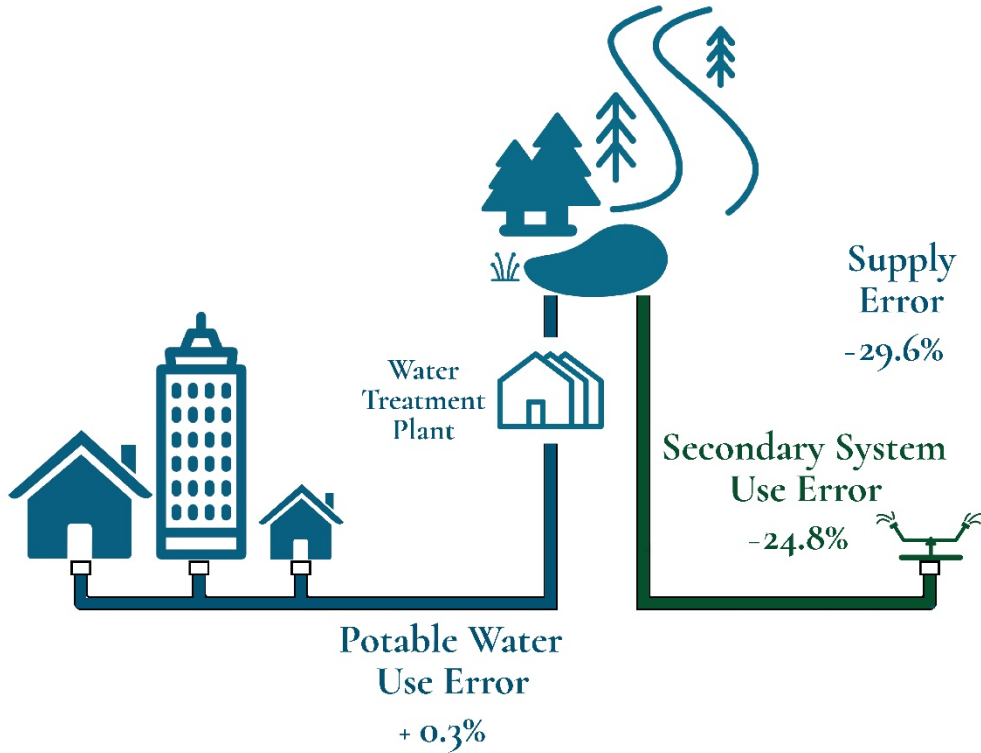 Supply
Error
-29.6%
Water
Treatment
Plant
Secondary System
Use Error
-24.8%
Potable Water
Use Error
+ 0.3%